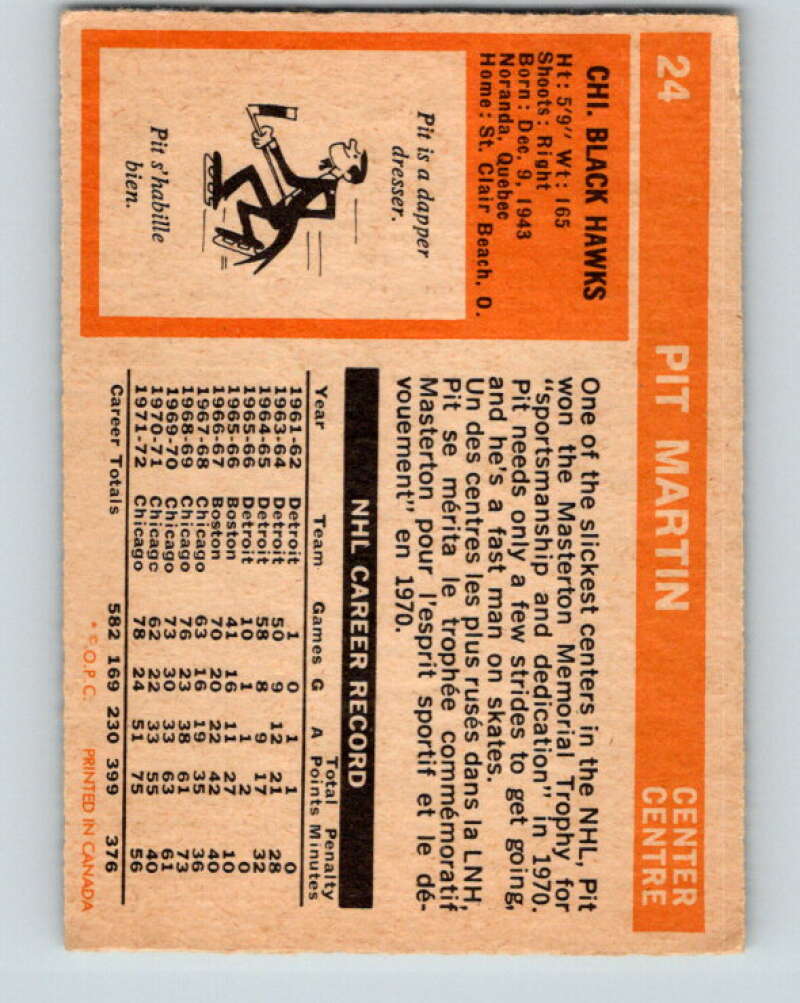 24 PIT MARTIN CENTER
CENTRE
CHI. BLACK HAWKS
Ht: 5'9" Wt: 165
Shoots: Right
Born: Dec. 9, 1943
Noranda, Quebec
Home: St. Clair Beach, O.
Pit is a dapper
dresser.
Pit s'habille
bien.
One of the slickest centers in the NHL, Pit
won the Masterton Memorial Trophy for
"sportsmanship and dedication" in 1970.
Pit needs only a few strides to get going,
and he's a fast man on skates.
Un des centres les plus rusés dans la LNH,
Pit se mérita le trophée commémoratif
Masterton pour l'esprit sportif et le dé-
vouement" en 1970.
NHL CAREER RECORD
Total Penalty
Year Team Games G A Points Minutes
1961-62 Detroit 1 0 1 1 0
1963-64 Detroit 50 9 12 21 28
1964-65 Detroit 58 8 9 17 32
1965-66 Detroit 10 1 1 2 0
1965-66 Boston 41 16 11 27 10
1966-67 Boston 70 20 22 42 40
1967-68 Chicago 63 16 19 35 36
1968-69 Chicago 76 23 38 61 73
1969-70 Chicago 73 30 33 63 61
1970-71 Chicago 62 22 33 55 40
1971-72 Chicago 78 24 51 75 56
Career Totals 582 169 230 399 376
* © O.P.C. PRINTED IN CANADA